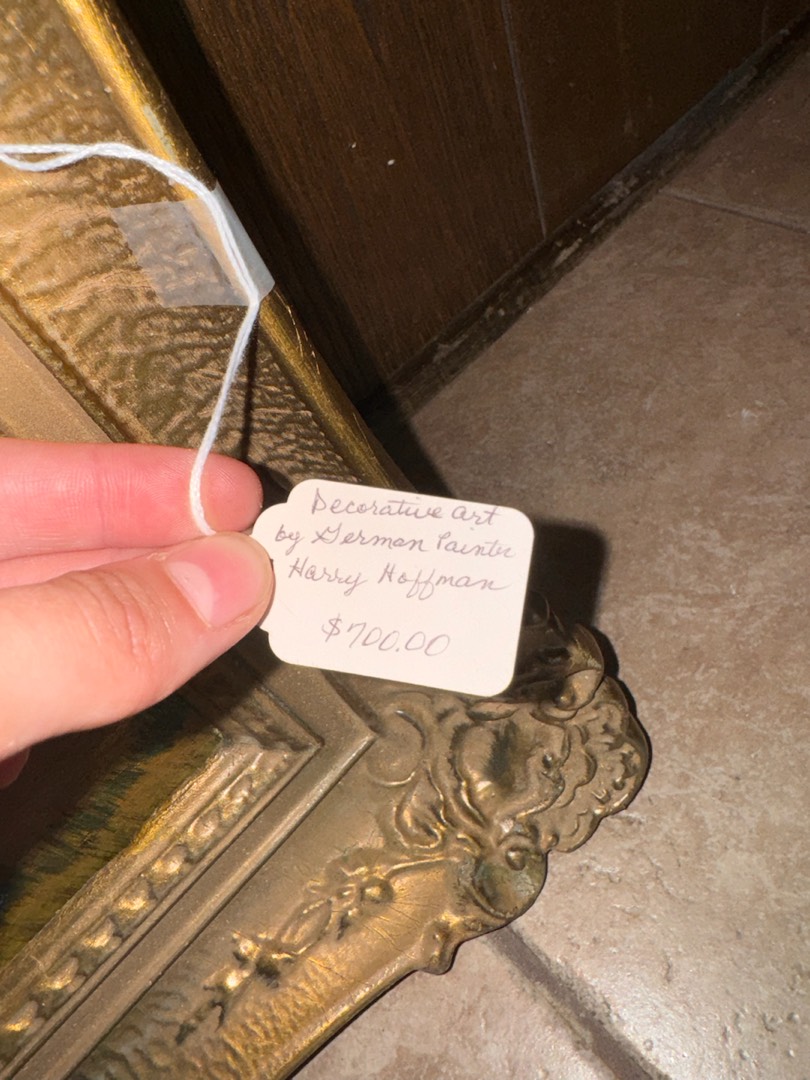 Decorative Art
by German Painter
Harry Hoffman
$700.00